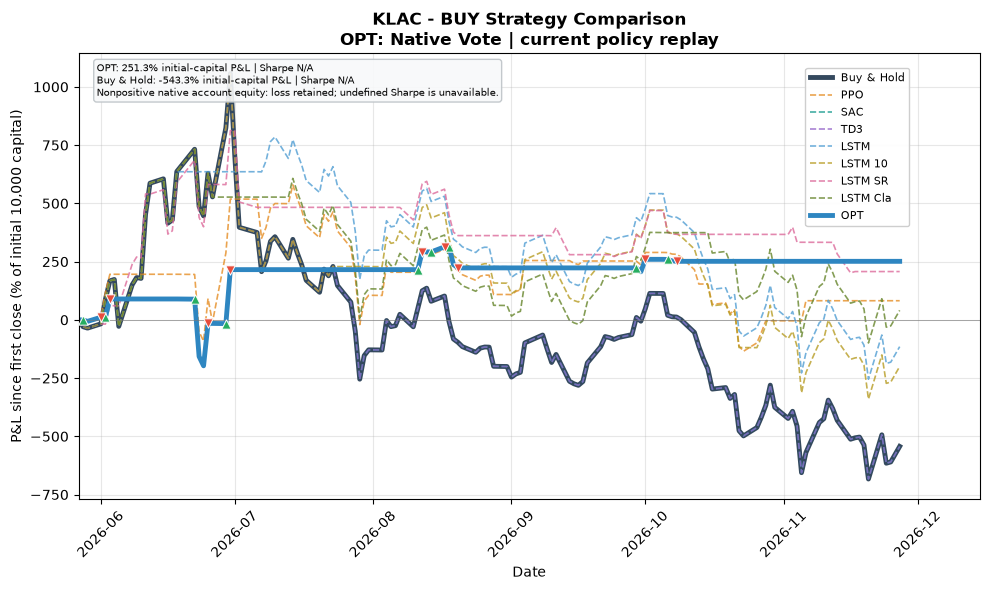 KLAC - BUY Strategy Comparison
OPT: Native Vote | current policy replay
OPT: 251.3% initial-capital P&L | Sharpe N/A
Buy & Hold: -543.3% initial-capital P&L | Sharpe N/A
Nonpositive native account equity: loss retained; undefined Sharpe is unavailable.
Buy & Hold
PPO
SAC
TD3
LSTM
LSTM 10
LSTM SR
LSTM Cla
OPT
P&L since first close (% of initial 10,000 capital)
1000
750
500
250
0
−250
−500
−750
2026-06
2026-07
2026-08
2026-09
2026-10
2026-11
2026-12
Date